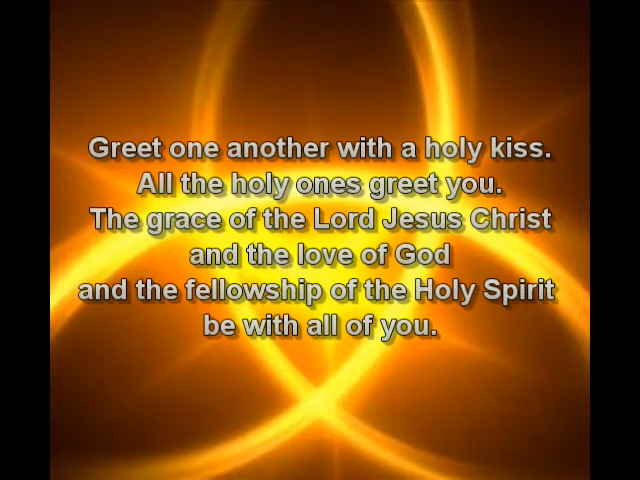 Greet one another with a holy kiss.
All the holy ones greet you.
The grace of the Lord Jesus Christ
and the love of God
and the fellowship of the Holy Spirit
be with all of you.